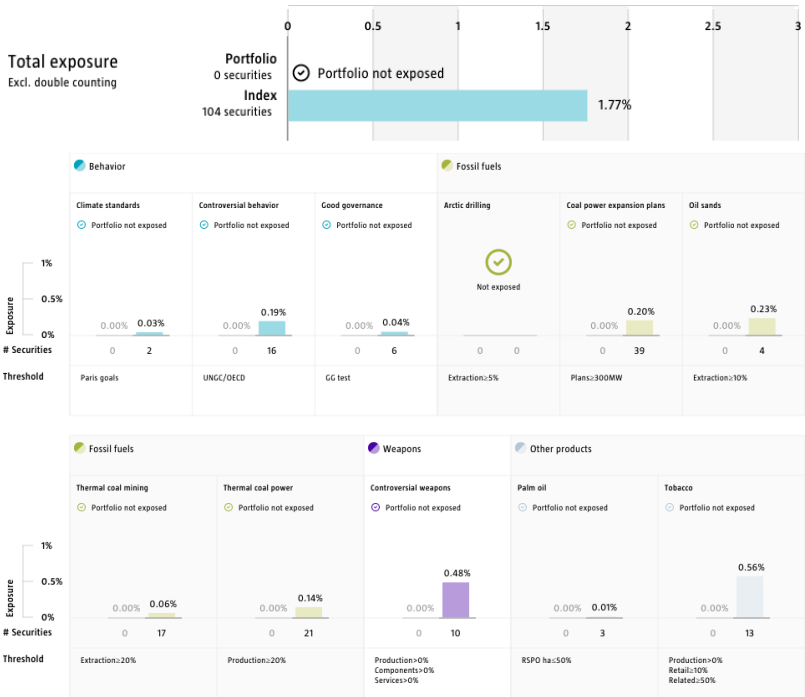 0 0.5 1 1.5 2 2.5 3
Total exposure
Excl. double counting
Portfolio
0 securities
Portfolio not exposed
Index
104 securities
1.77%
Behavior
Fossil fuels
Climate standards
Controversial behavior
Good governance
Arctic drilling
Coal power expansion plans
Oil sands
Portfolio not exposed
Portfolio not exposed
Portfolio not exposed
Portfolio not exposed
Portfolio not exposed
Not exposed
Exposure
1%
0.5%
0%
0.00% 0.03%
0.00% 0.19%
0.00% 0.04%
0.00% 0.20%
0.00% 0.23%
# Securities 0 2 0 16 0 6 0 0 0 39 0 4
Threshold
Paris goals
UNGC/OECD
GG test
Extraction≥5%
Plans≥300MW
Extraction≥10%
Fossil fuels
Weapons
Other products
Thermal coal mining
Thermal coal power
Controversial weapons
Palm oil
Tobacco
Portfolio not exposed
Portfolio not exposed
Portfolio not exposed
Portfolio not exposed
Portfolio not exposed
Exposure
1%
0.5%
0%
0.00% 0.06%
0.00% 0.14%
0.00% 0.48%
0.00% 0.01%
0.00% 0.56%
# Securities 0 17 0 21 0 10 0 3 0 13
Threshold
Extraction≥20%
Production≥20%
Production>0%
Components>0%
Services>0%
RSPO ha≤50%
Production>0%
Retail≥10%
Related≥50%